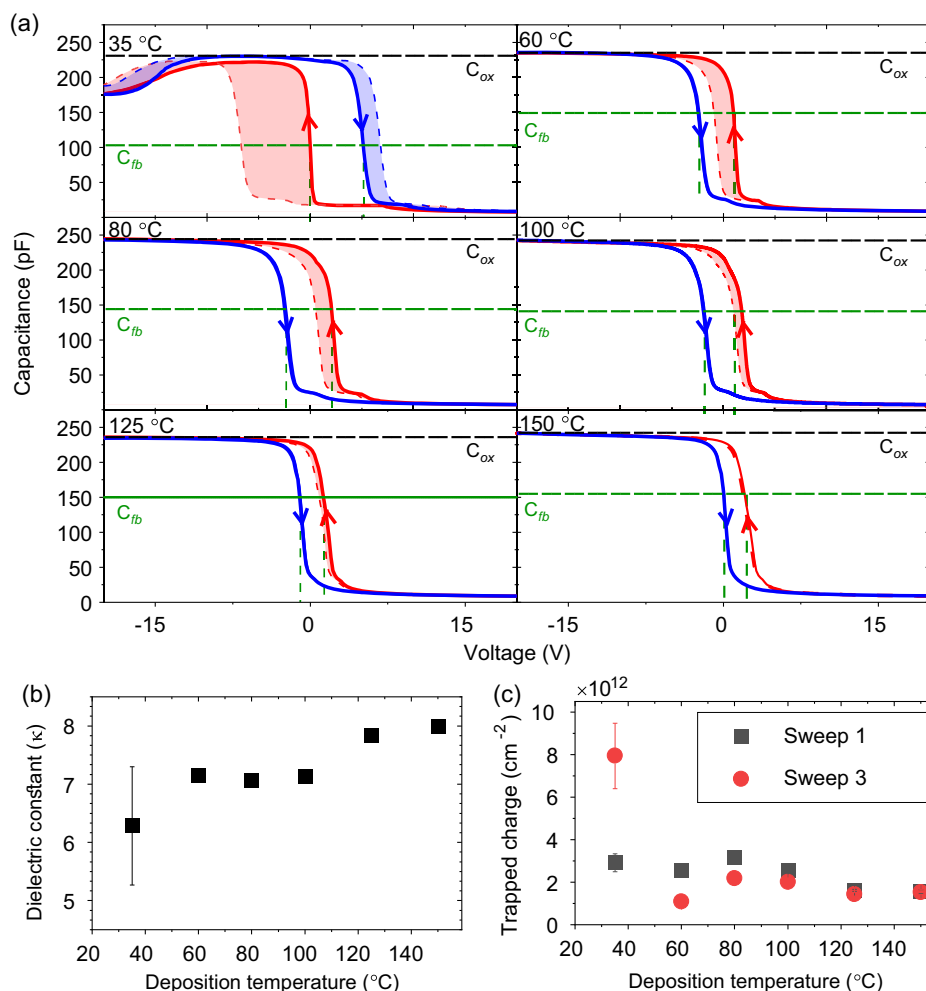 (a)
35 °C
60 °C
250
200
150
100
50
C_ox
C_ox
C_fb
C_fb
80 °C
100 °C
250
200
150
100
50
C_ox
C_ox
C_fb
C_fb
125 °C
150 °C
250
200
150
100
50
0
C_ox
C_ox
C_fb
C_fb
Capacitance (pF)
-15 0 15 -15 0 15
Voltage (V)
(b)
Dielectric constant (κ)
8
7
6
5
20 40 60 80 100 120 140
Deposition temperature (°C)
(c)
×10^12
Trapped charge (cm^-2)
10
8
6
4
2
0
Sweep 1
Sweep 3
20 40 60 80 100 120 140
Deposition temperature (°C)